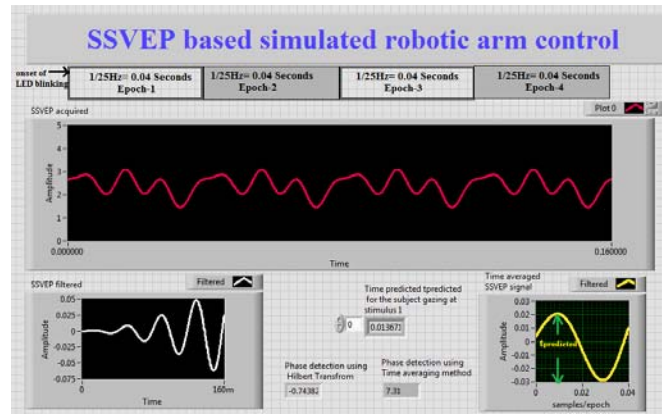 SSVEP based simulated robotic arm control
onset of
LED blinking
1/25Hz= 0.04 Seconds
Epoch-1
1/25Hz= 0.04 Seconds
Epoch-2
1/25Hz= 0.04 Seconds
Epoch-3
1/25Hz= 0.04 Seconds
Epoch-4
SSVEP acquired
Plot 0
Amplitude
5
4
3
2
1
0
0.000000
0.160000
Time
SSVEP filtered
Filtered
Amplitude
0.05
0.025
0
-0.025
-0.05
-0.075
0
160m
Time
Time predicted tpredicted
for the subject gazing at
stimulus 1
0
0.013671
Phase detection using
Hilbert Transfrom
-0.74382
Phase detection using
Time averaging method
7.31
Time averaged
SSVEP signal
Filtered
Amplitude
0.03
0.02
0.01
0
-0.01
-0.02
-0.03
tpredicted
0
0.02
0.04
samples/epoch